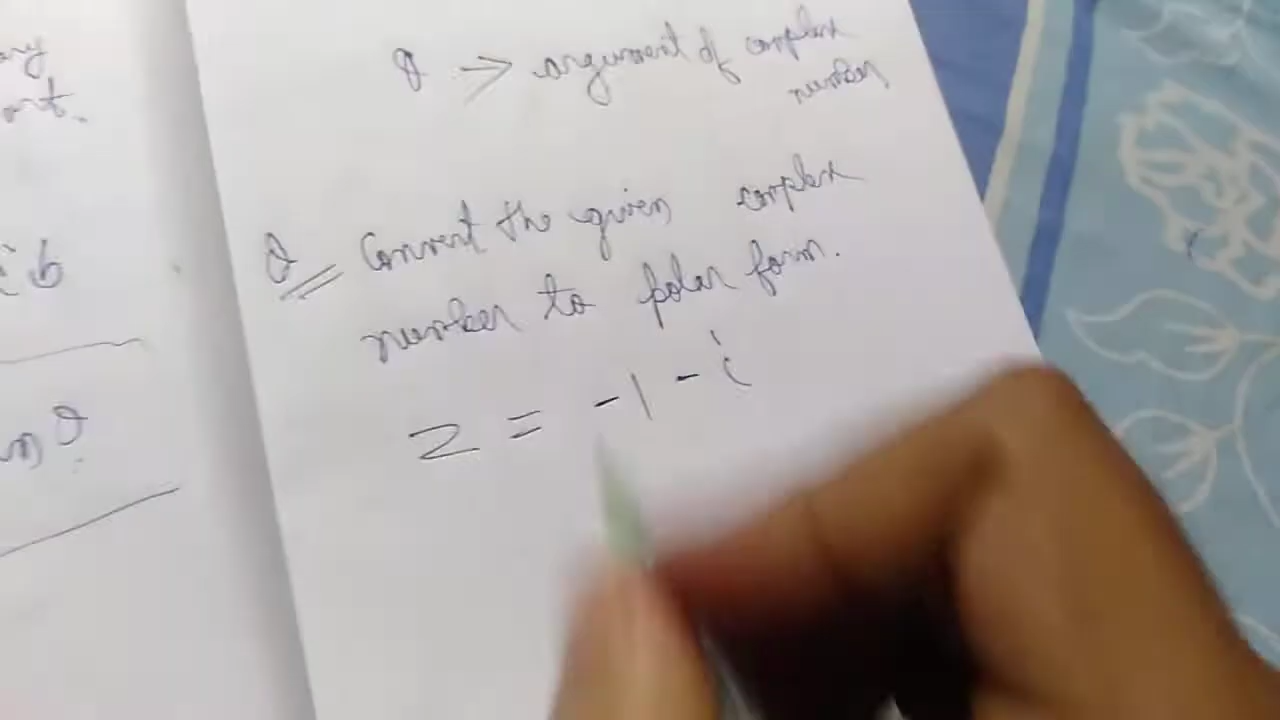 θ -> argument of complex
number
Q Convert the given complex
number to polar form.
z = -1 - i